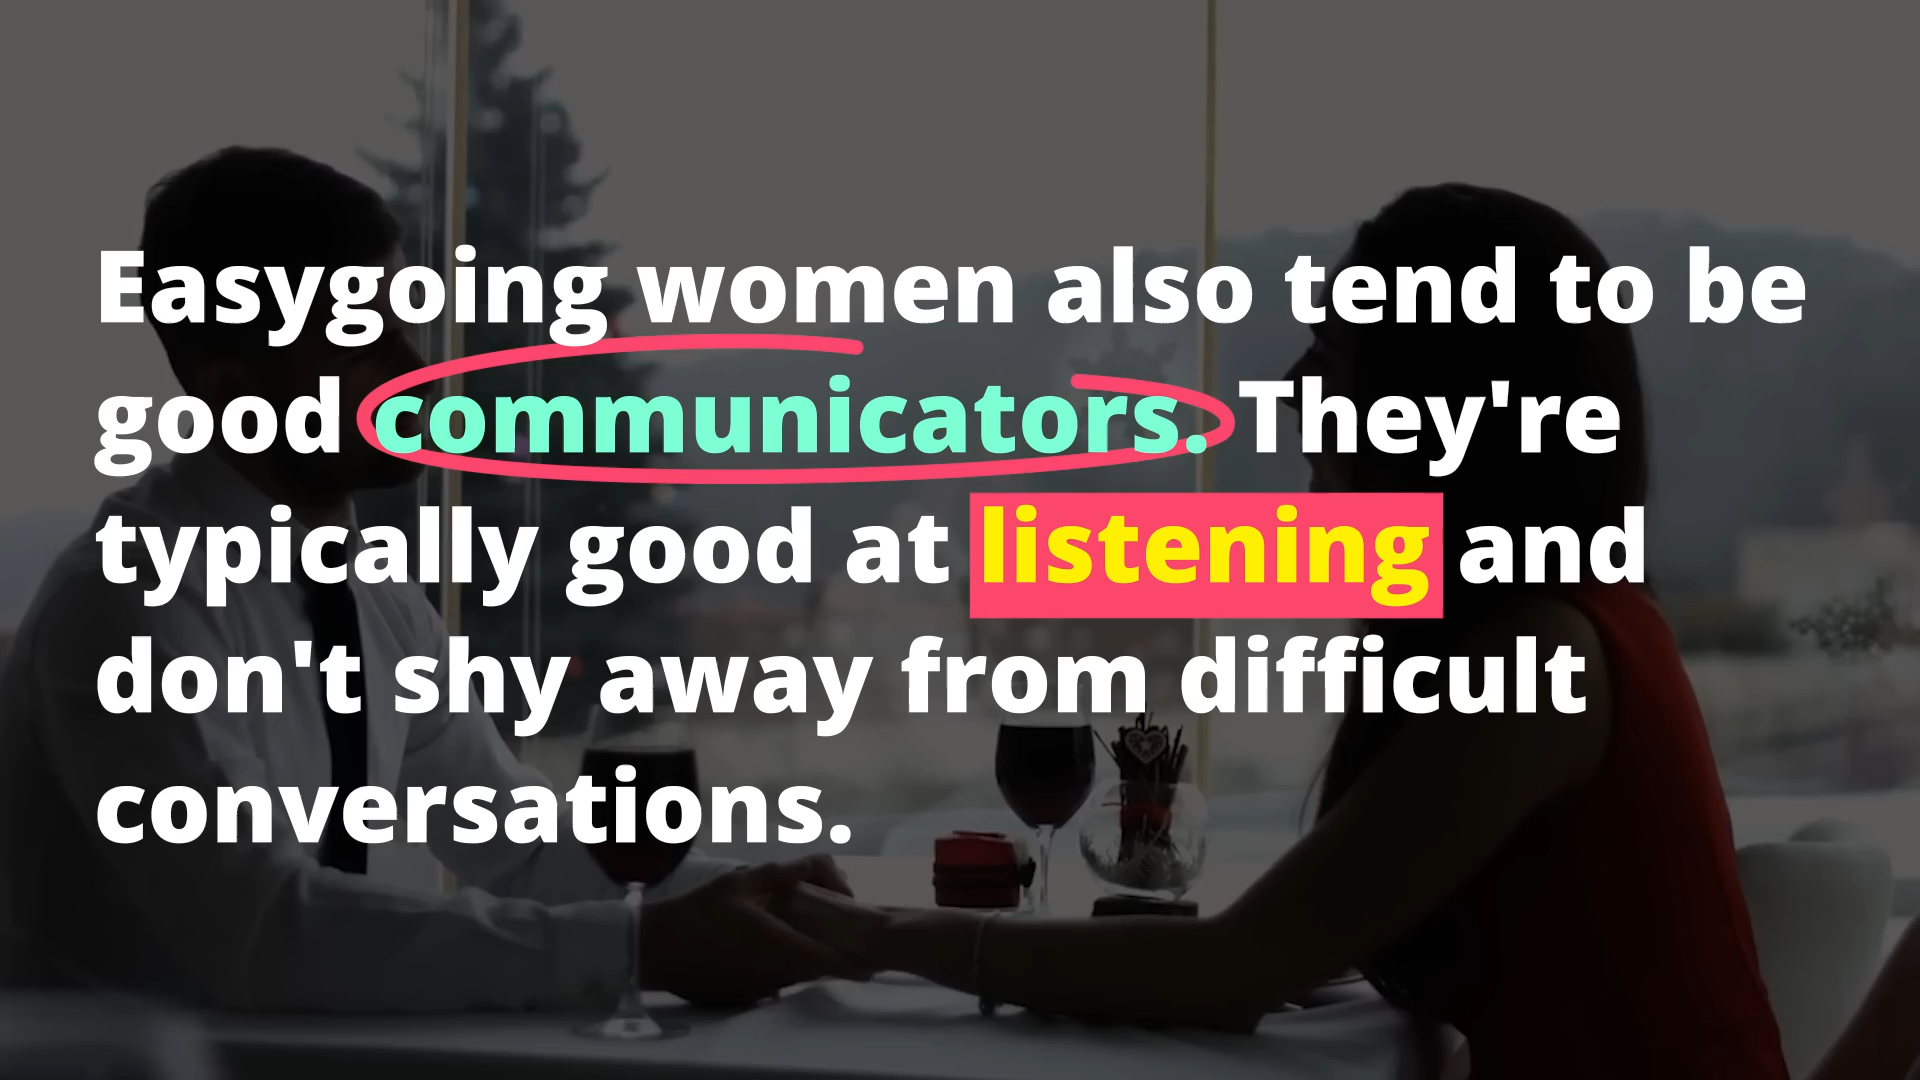 Easygoing women also tend to be
good communicators. They're
typically good at listening and
don't shy away from difficult
conversations.